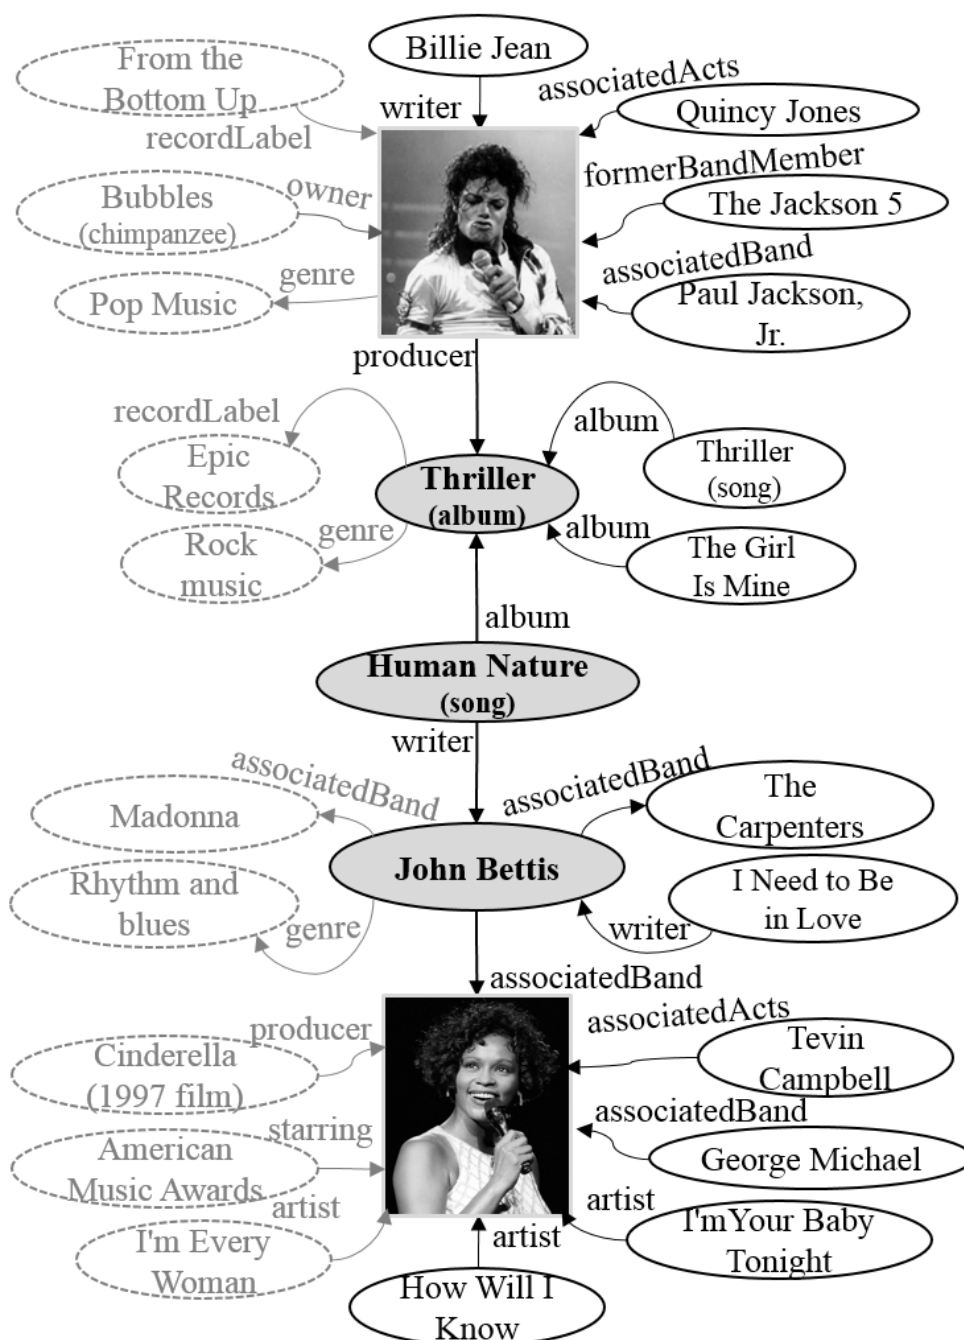 Billie Jean
From the
Bottom Up
associatedActs
writer
Quincy Jones
recordLabel
formerBandMember
owner
Bubbles
(chimpanzee)
The Jackson 5
associatedBand
genre
Pop Music
Paul Jackson,
Jr.
producer
recordLabel
album
Epic
Records
Thriller
(album)
Thriller
(song)
genre
album
Rock
music
The Girl
Is Mine
album
Human Nature
(song)
writer
associatedBand
associatedBand
Madonna
The
Carpenters
John Bettis
Rhythm and
blues
I Need to Be
in Love
genre
writer
associatedBand
producer
associatedActs
Cinderella
(1997 film)
Tevin
Campbell
starring
associatedBand
American
Music Awards
George Michael
artist
artist
I'm Every
Woman
artist
I'mYour Baby
Tonight
How Will I
Know